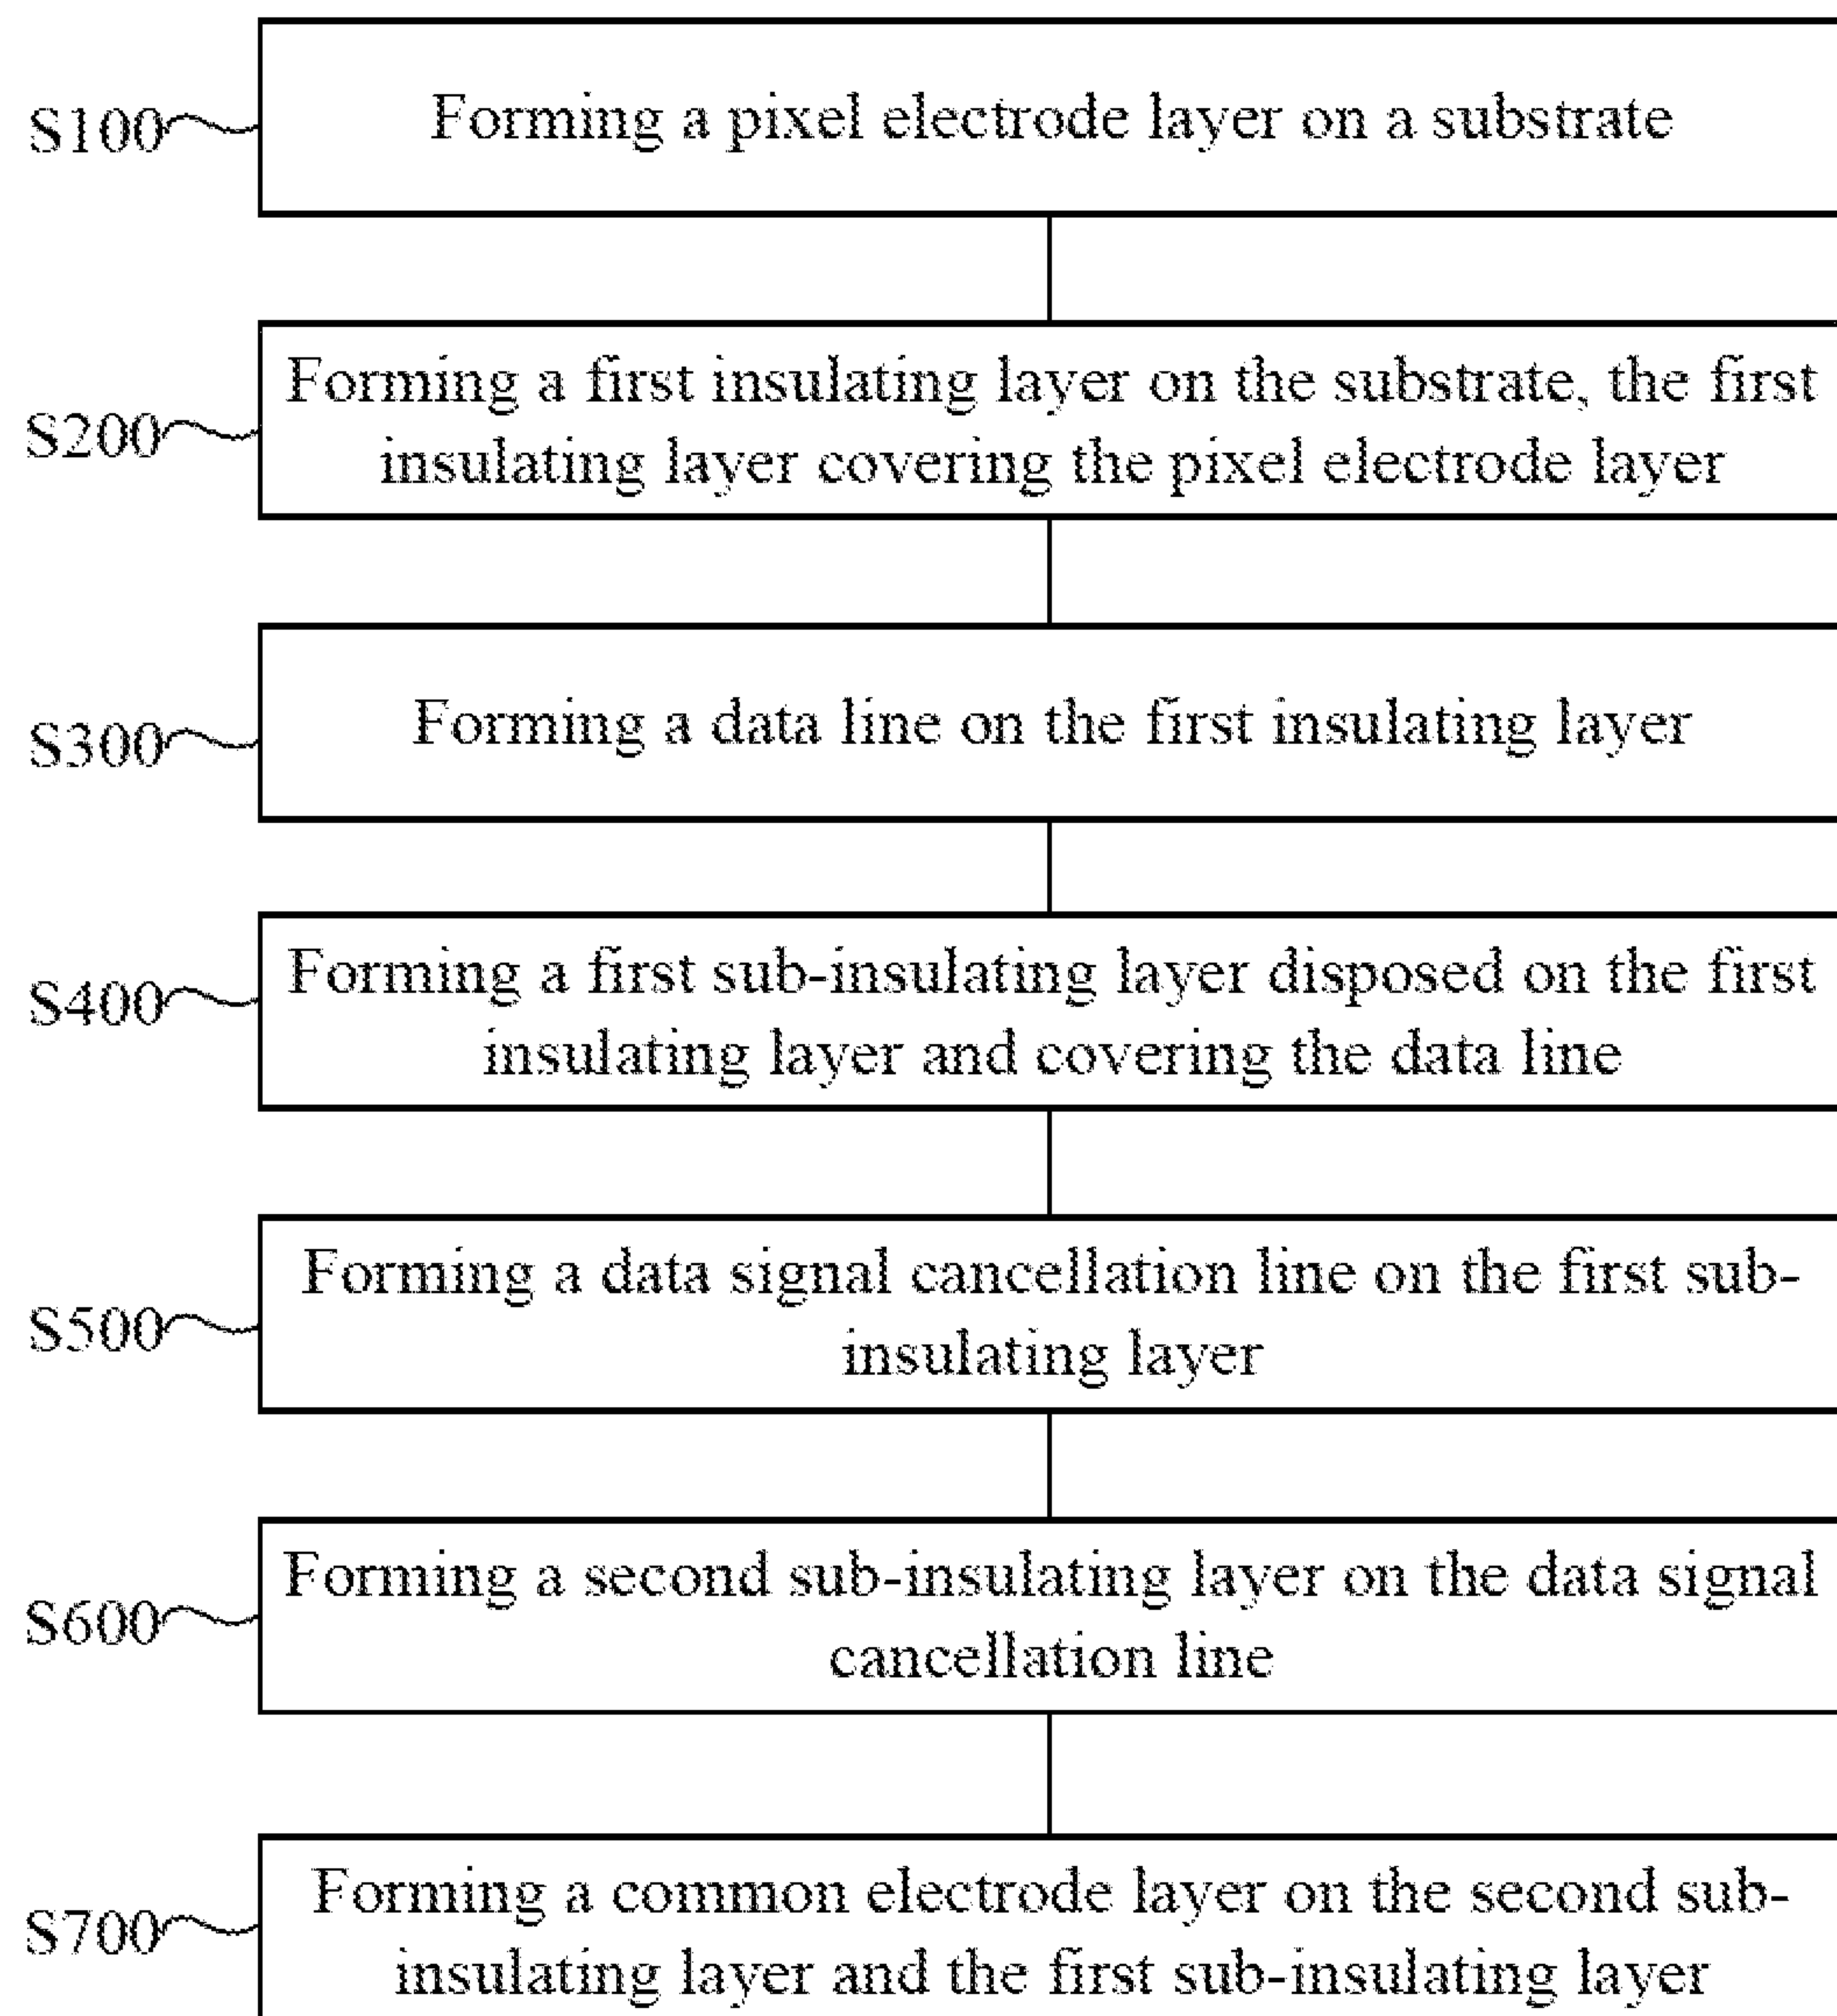 S100
Forming a pixel electrode layer on a substrate
S200
Forming a first insulating layer on the substrate, the first
insulating layer covering the pixel electrode layer
S300
Forming a data line on the first insulating layer
S400
Forming a first sub-insulating layer disposed on the first
insulating layer and covering the data line
S500
Forming a data signal cancellation line on the first sub-
insulating layer
S600
Forming a second sub-insulating layer on the data signal
cancellation line
S700
Forming a common electrode layer on the second sub-
insulating layer and the first sub-insulating layer